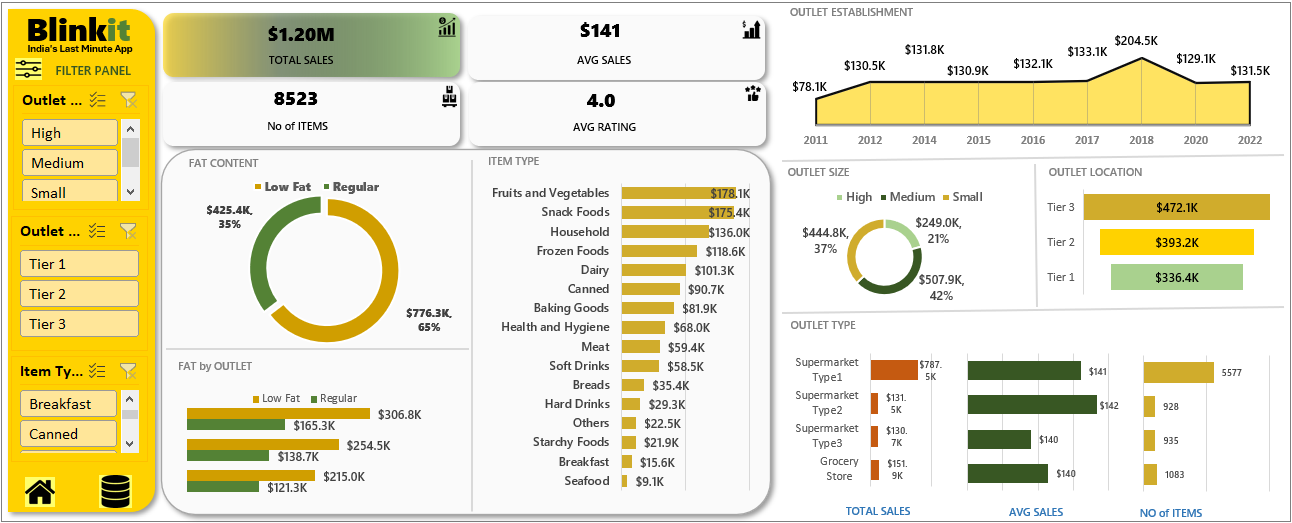 Blinkit
India's Last Minute App
FILTER PANEL
Outlet ...
High
Medium
Small
Outlet ...
Tier 1
Tier 2
Tier 3
Item Ty...
Breakfast
Canned
$1.20M
TOTAL SALES
$141
AVG SALES
8523
No of ITEMS
4.0
AVG RATING
FAT CONTENT
Low Fat Regular
$425.4K,
35%
$776.3K,
65%
FAT by OUTLET
Low Fat Regular
$306.8K
$165.3K
$254.5K
$138.7K
$215.0K
$121.3K
ITEM TYPE
Fruits and Vegetables $178.1K
Snack Foods $175.4K
Household $136.0K
Frozen Foods $118.6K
Dairy $101.3K
Canned $90.7K
Baking Goods $81.9K
Health and Hygiene $68.0K
Meat $59.4K
Soft Drinks $58.5K
Breads $35.4K
Hard Drinks $29.3K
Others $22.5K
Starchy Foods $21.9K
Breakfast $15.6K
Seafood $9.1K
OUTLET ESTABLISHMENT
$78.1K $130.5K $131.8K $130.9K $132.1K $133.1K $204.5K $129.1K $131.5K
2011 2012 2014 2015 2016 2017 2018 2020 2022
OUTLET SIZE
High Medium Small
$444.8K,
37%
$249.0K,
21%
$507.9K,
42%
OUTLET LOCATION
Tier 3 $472.1K
Tier 2 $393.2K
Tier 1 $336.4K
OUTLET TYPE
Supermarket
Type1
$787.
5K
$141
5577
Supermarket
Type2
$131.
5K
$142
928
Supermarket
Type3
$130.
7K
$140
935
Grocery
Store
$151.
9K
$140
1083
TOTAL SALES AVG SALES NO of ITEMS